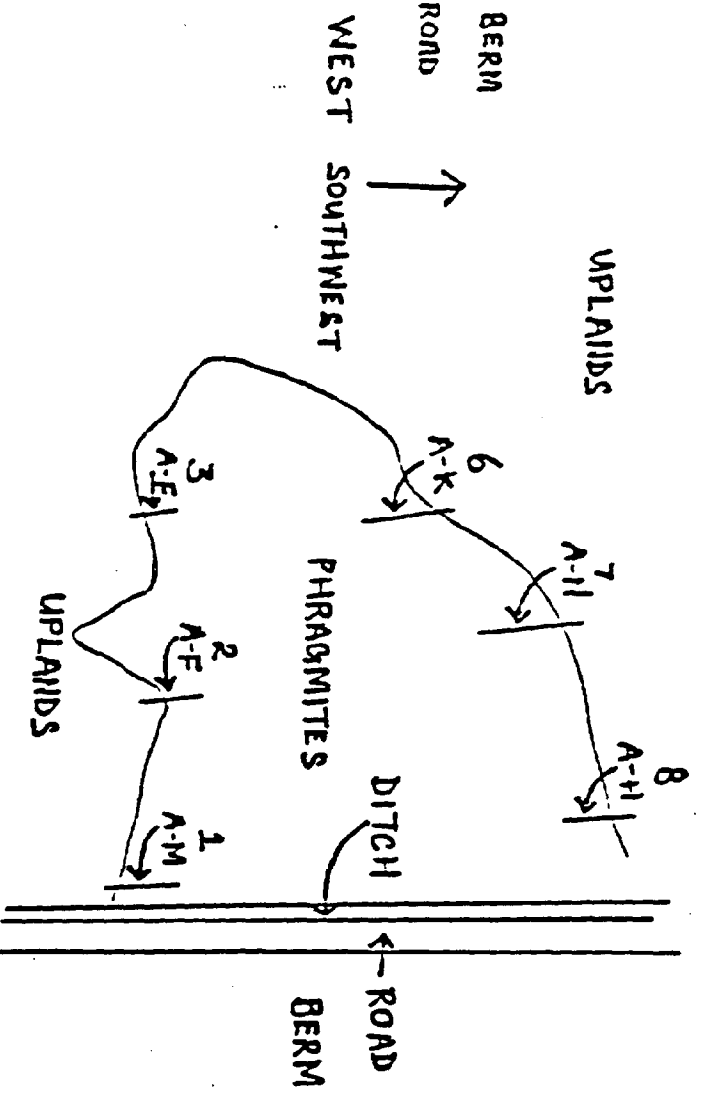 8
A-H
UPLANDS
7
A-H
BERM
ROAD
6
A-K
DITCH
ROAD
WEST SOUTHWEST
PHRAGMITES
BERM
3
A-E
2
A-F
1
A-M
UPLANDS